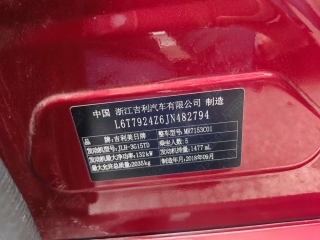 中国 浙江吉利汽车有限公司 制造
L6T7924Z6JN482794
品牌:吉利美日牌 整车型号:MR7153C01
发动机型号:JLH-3G15TD 乘坐人数:5
发动机最大净功率:132kW 发动机排量:1477mL
最大允许总质量:2035kg 制造年月:2018年09月